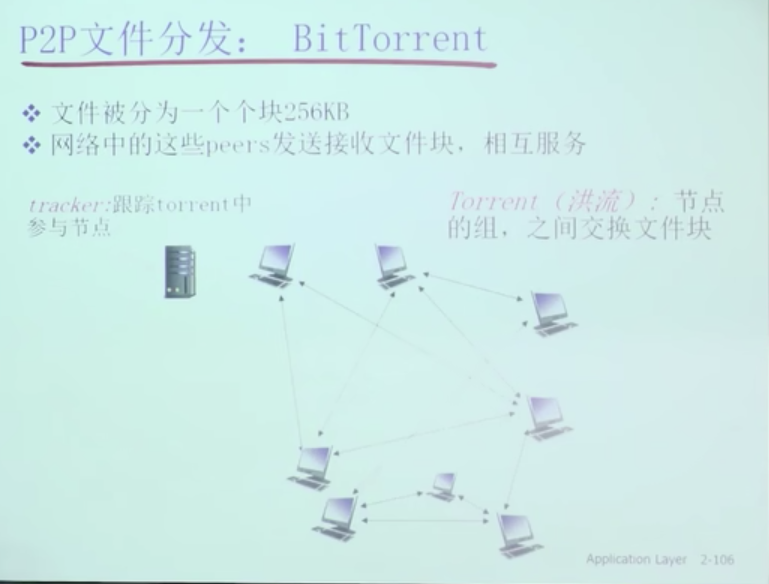 P2P文件分发： BitTorrent
文件被分为一个个块256KB
网络中的这些peers发送接收文件块，相互服务
tracker:跟踪torrent中
参与节点
Torrent（洪流）：节点
的组，之间交换文件块
Application Layer 2-106